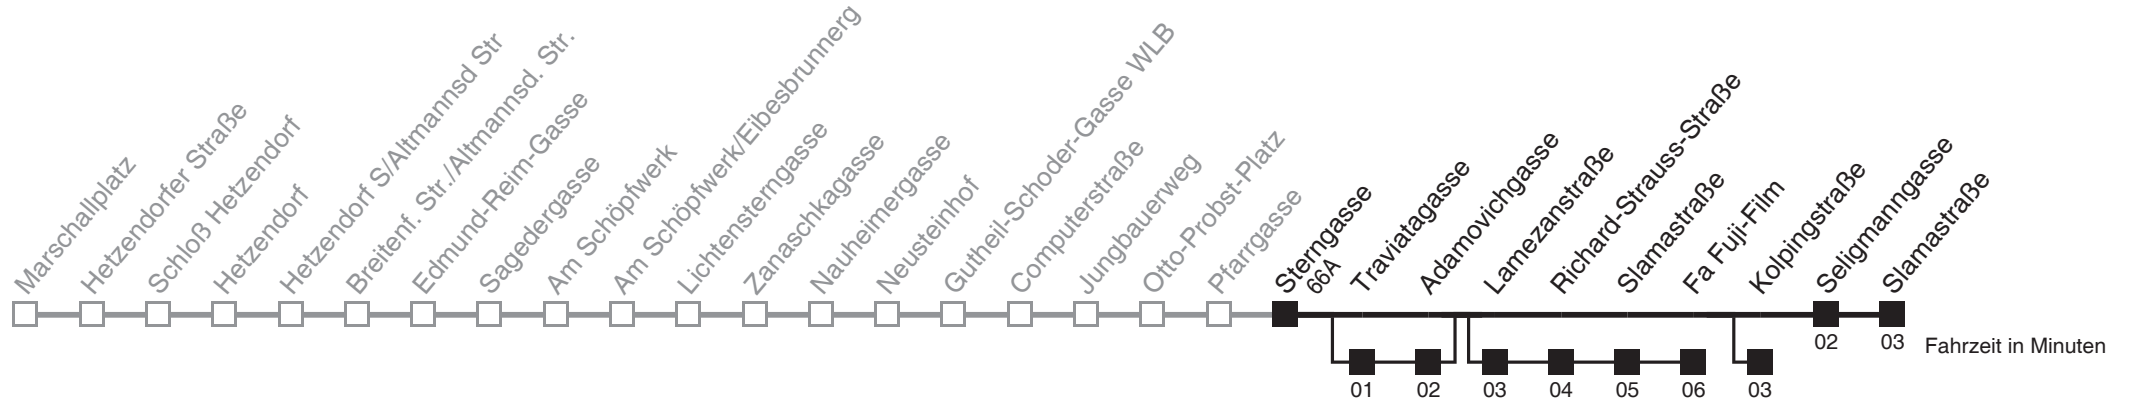 Marschallplatz
Hetzendorfer Straße
Schloß Hetzendorf
Hetzendorf
Hetzendorf S/Altmannsd Str
Breitenf. Str./Altmannsd. Str.
Edmund-Reim-Gasse
Sagedergasse
Am Schöpfwerk
Am Schöpfwerk/Eibesbrunnerg
Lichtensterngasse
Zanaschkagasse
Nauheimergasse
Neusteinhof
Gutheil-Schoder-Gasse WLB
Computerstraße
Jungbauerweg
Otto-Probst-Platz
Pfarrgasse
Sterngasse
66A
Traviatagasse
Adamovichgasse
Lamezanstraße
Richard-Strauss-Straße
Slamastraße
Fa Fuji-Film
Kolpingstraße
Seligmanngasse
Slamastraße
02 03 Fahrzeit in Minuten
01 02 03 04 05 06 03